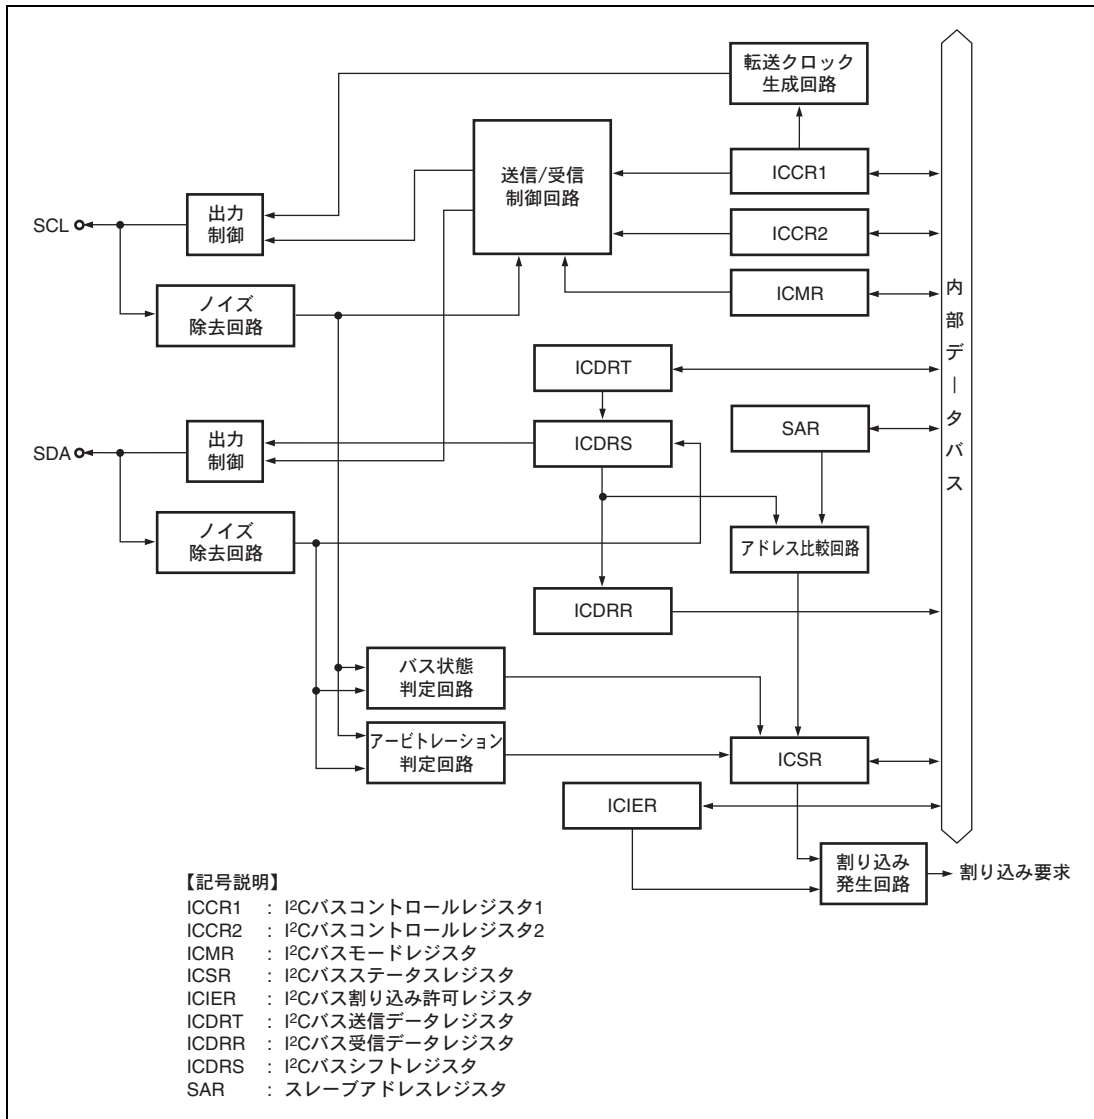 転送クロック
生成回路
送信/受信
制御回路
ICCR1
SCL
出力
制御
ICCR2
ノイズ
除去回路
ICMR
内部データバス
ICDRT
SDA
出力
制御
ICDRS
SAR
ノイズ
除去回路
アドレス比較回路
ICDRR
バス状態
判定回路
アービトレーション
判定回路
ICSR
ICIER
割り込み
発生回路
割り込み要求
【記号説明】
ICCR1 : I²Cバスコントロールレジスタ1
ICCR2 : I²Cバスコントロールレジスタ2
ICMR : I²Cバスモードレジスタ
ICSR : I²Cバスステータスレジスタ
ICIER : I²Cバス割り込み許可レジスタ
ICDRT : I²Cバス送信データレジスタ
ICDRR : I²Cバス受信データレジスタ
ICDRS : I²Cバスシフトレジスタ
SAR : スレーブアドレスレジスタ